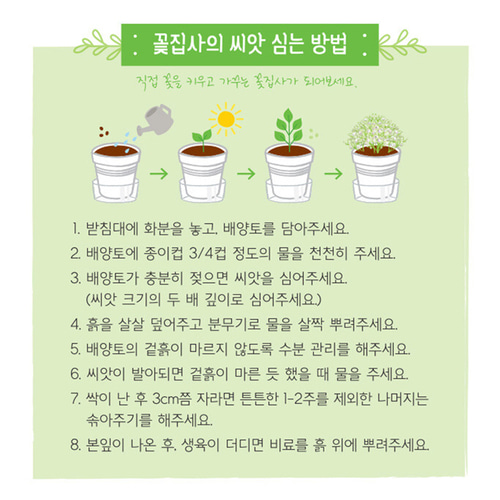 꽃집사의 씨앗 심는 방법
직접 꽃을 키우고 가꾸는 꽃집사가 되어보세요.
1. 받침대에 화분을 놓고, 배양토를 담아주세요.
2. 배양토에 종이컵 3/4컵 정도의 물을 천천히 주세요.
3. 배양토가 충분히 젖으면 씨앗을 심어주세요.
(씨앗 크기의 두 배 깊이로 심어주세요.)
4. 흙을 살살 덮어주고 분무기로 물을 살짝 뿌려주세요.
5. 배양토의 겉흙이 마르지 않도록 수분 관리를 해주세요.
6. 씨앗이 발아되면 겉흙이 마른 듯 했을 때 물을 주세요.
7. 싹이 난 후 3cm쯤 자라면 튼튼한 1-2주를 제외한 나머지는
솎아주기를 해주세요.
8. 본잎이 나온 후, 생육이 더디면 비료를 흙 위에 뿌려주세요.